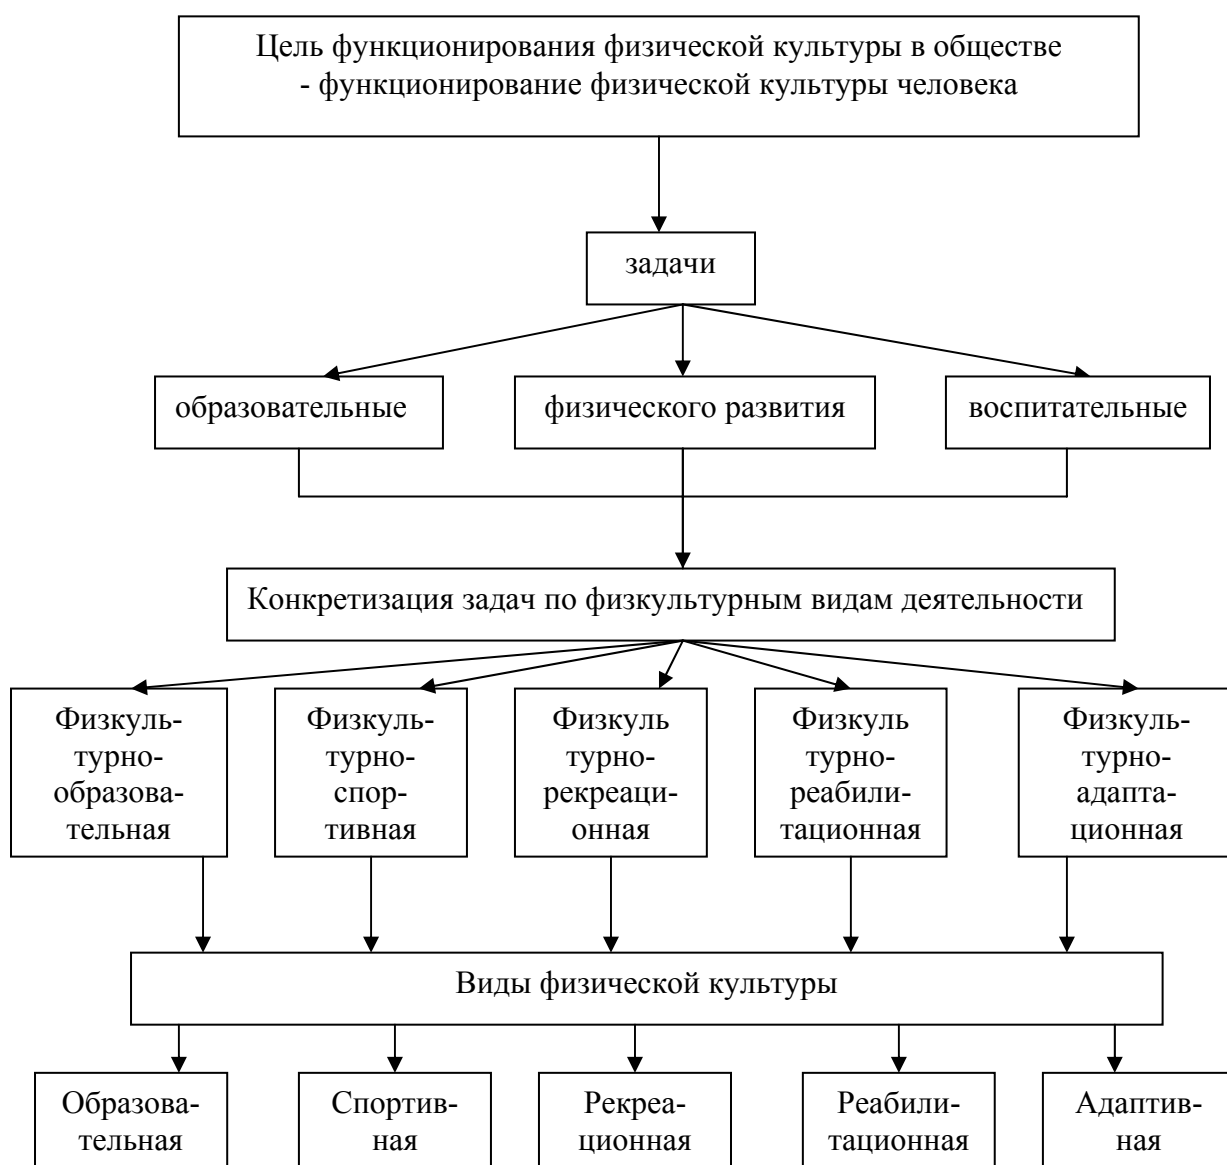 Цель функционирования физической культуры в обществе
- функционирование физической культуры человека
задачи
образовательные
физического развития
воспитательные
Конкретизация задач по физкультурным видам деятельности
Физкуль-
турно-
образова-
тельная
Физкуль-
турно-
спор-
тивная
Физкуль
турно-
рекреаци-
онная
Физкуль
турно-
реабили-
тационная
Физкуль-
турно-
адапта-
ционная
Виды физической культуры
Образова-
тельная
Спортив-
ная
Рекреа-
ционная
Реабили-
тационная
Адаптив-
ная